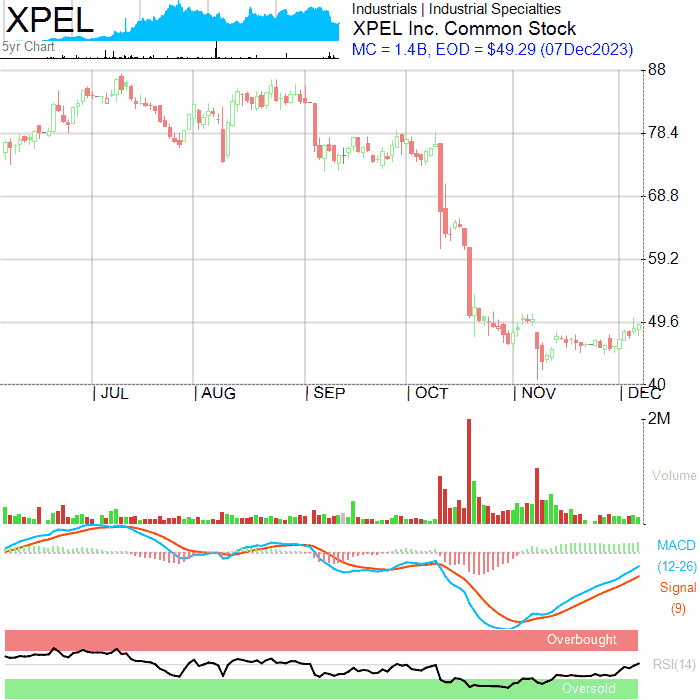 XPEL
5yr Chart
Industrials | Industrial Specialties
XPEL Inc. Common Stock
MC = 1.4B, EOD = $49.29 (07Dec2023)
88
78.4
68.8
59.2
49.6
40
| JUL | AUG | SEP | OCT | NOV | DEC
2M
Volume
MACD
(12-26)
Signal
(9)
Overbought
RSI(14)
Oversold